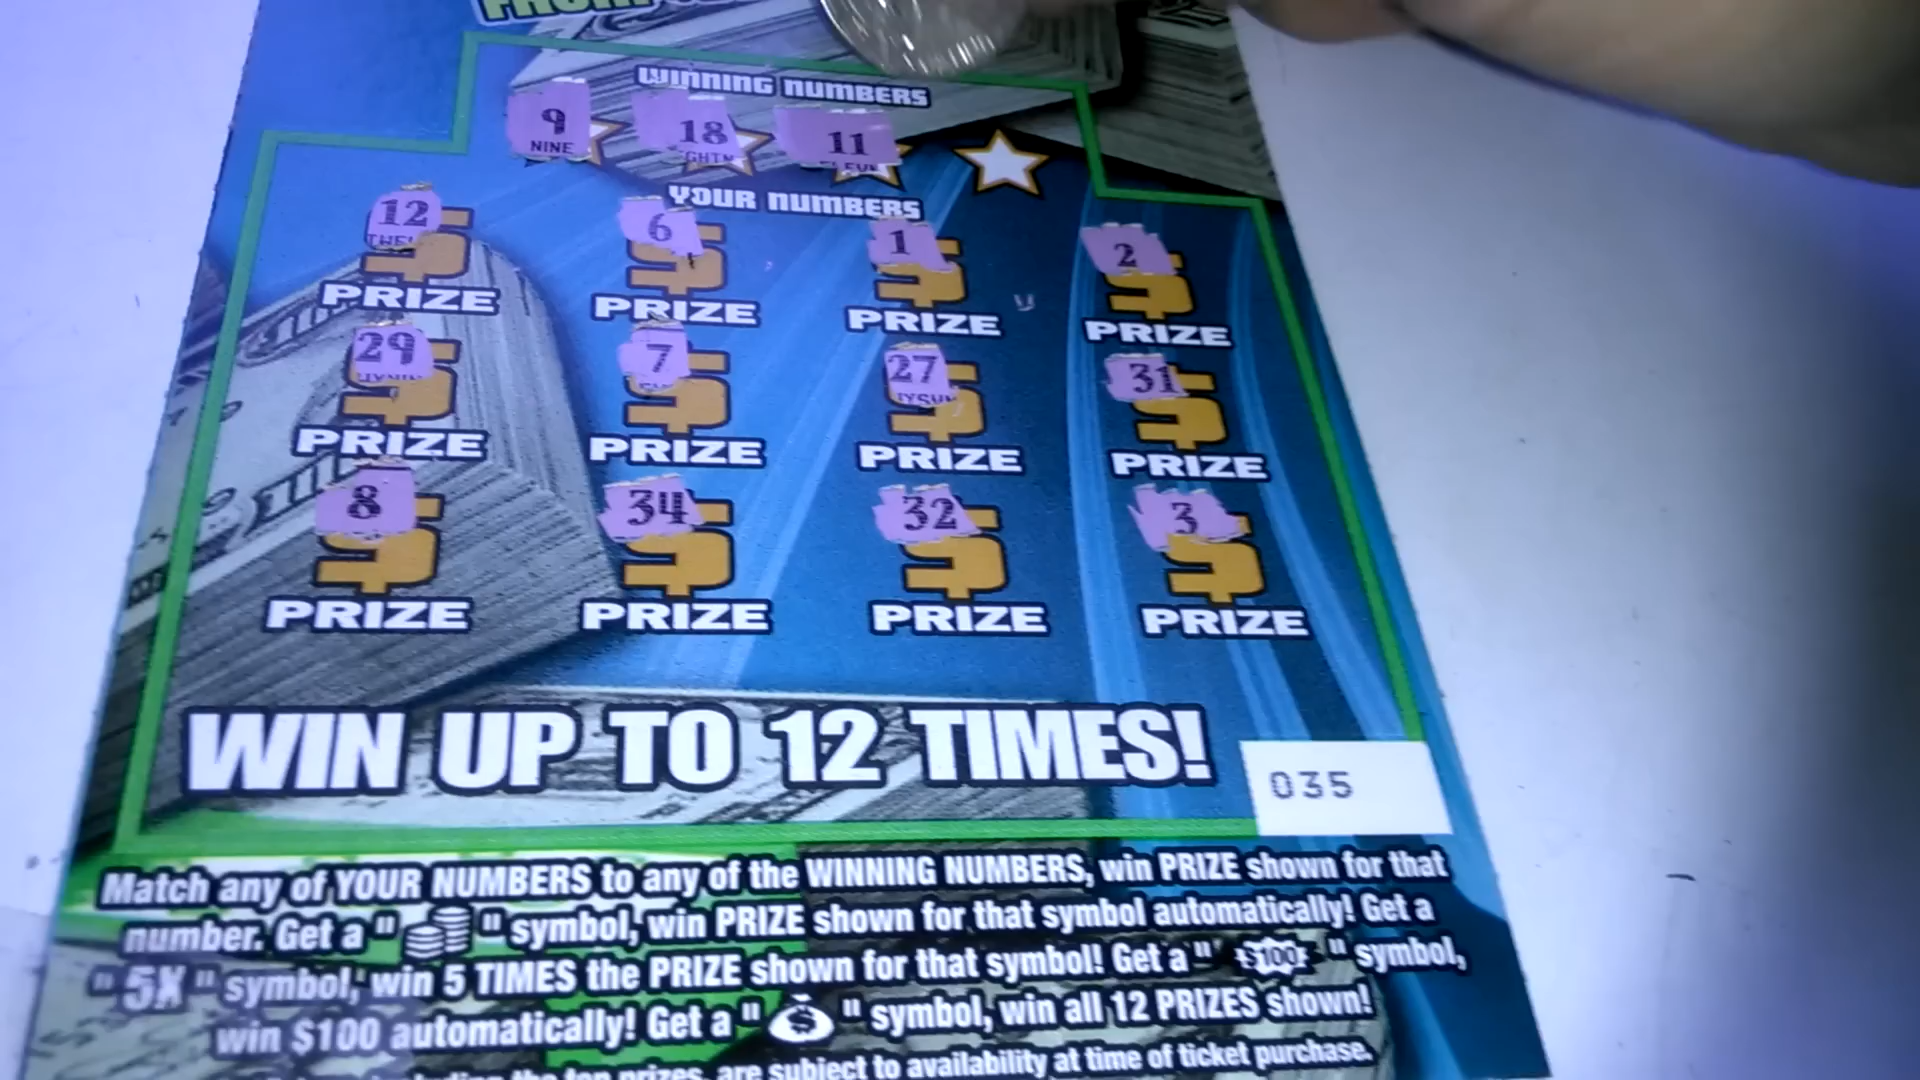 WINNING NUMBERS
9 18 11
NINE
YOUR NUMBERS
12 6 1 2
PRIZE PRIZE PRIZE PRIZE
29 7 27 31
PRIZE PRIZE PRIZE PRIZE
8 34 32 3
PRIZE PRIZE PRIZE PRIZE
WIN UP TO 12 TIMES!
035
Match any of YOUR NUMBERS to any of the WINNING NUMBERS, win PRIZE shown for that
number. Get a " " symbol, win PRIZE shown for that symbol automatically! Get a
" 5X " symbol, win 5 TIMES the PRIZE shown for that symbol! Get a " $100 " symbol,
win $100 automatically! Get a " $ " symbol, win all 12 PRIZES shown!
prizes, are subject to availability at time of ticket purchase.